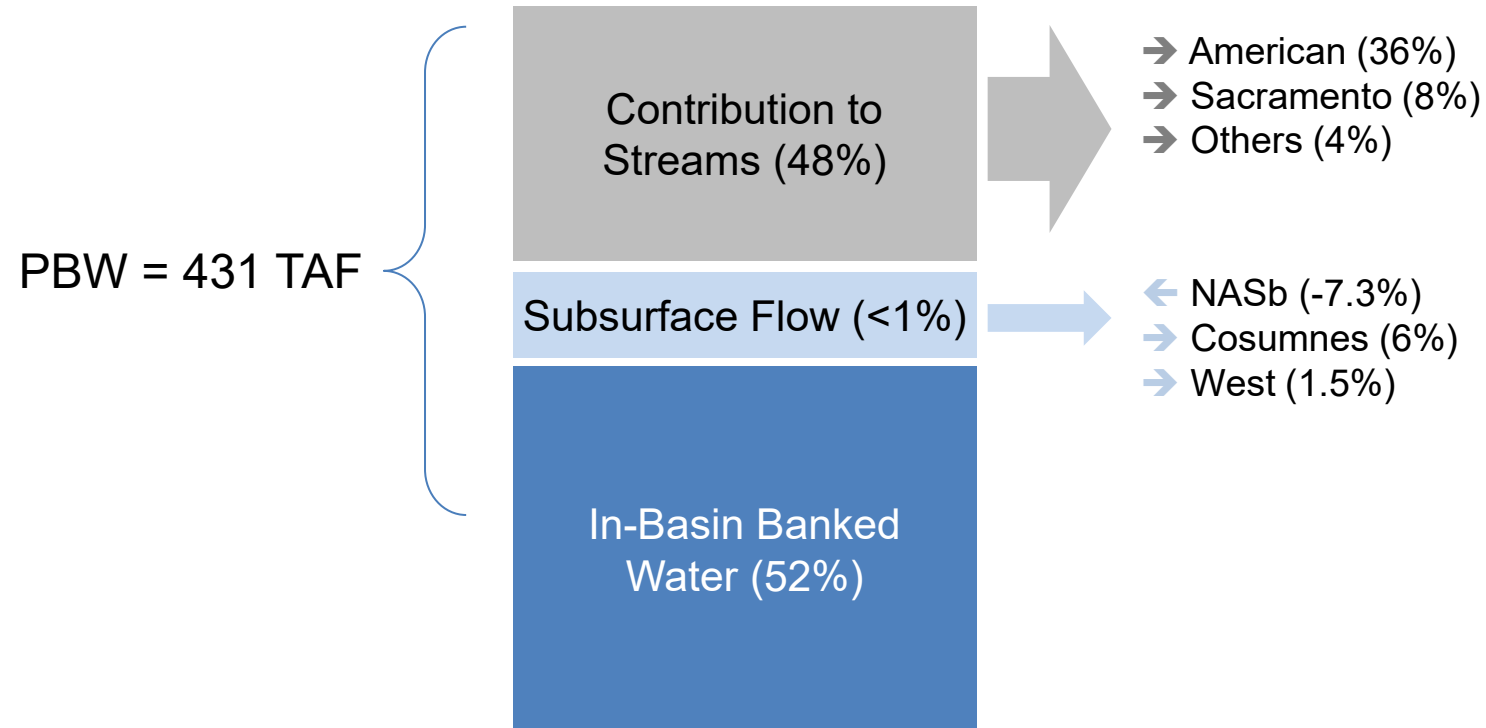 PBW = 431 TAF
Contribution to
Streams (48%)
→ American (36%)
→ Sacramento (8%)
→ Others (4%)
Subsurface Flow (<1%)
← NASb (-7.3%)
→ Cosumnes (6%)
→ West (1.5%)
In-Basin Banked
Water (52%)